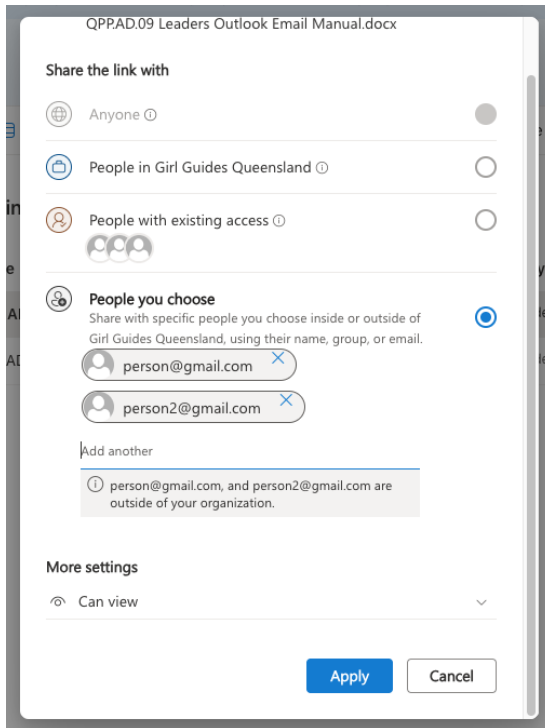 QPP.AD.09 Leaders Outlook Email Manual.docx
Share the link with
Anyone
People in Girl Guides Queensland
People with existing access
People you choose
Share with specific people you choose inside or outside of
Girl Guides Queensland, using their name, group, or email.
person@gmail.com
person2@gmail.com
Add another
person@gmail.com, and person2@gmail.com are
outside of your organization.
More settings
Can view
Apply
Cancel